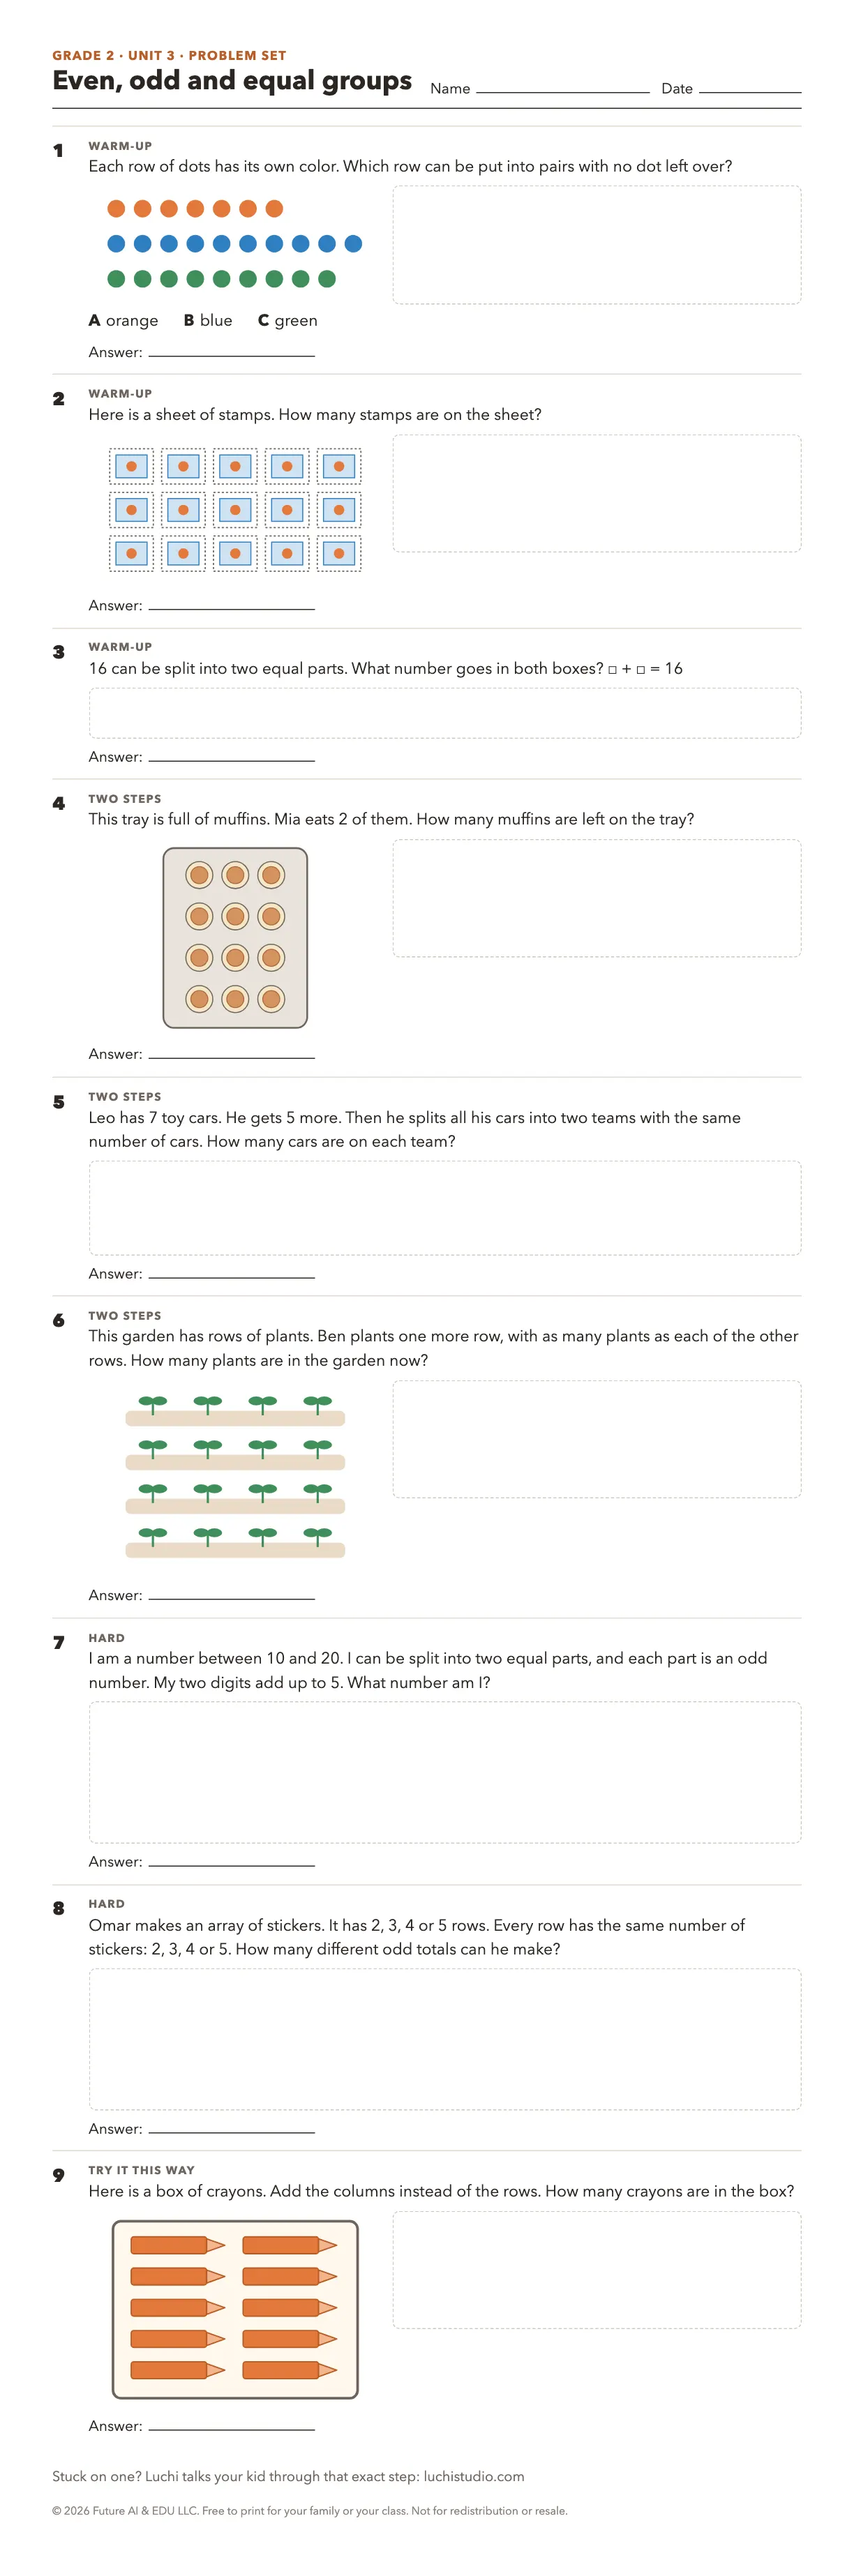 GRADE 2 · UNIT 3 · PROBLEM SET
Even, odd and equal groups
Name
Date
1
WARM-UP
Each row of dots has its own color. Which row can be put into pairs with no dot left over?
A orange B blue C green
Answer:
2
WARM-UP
Here is a sheet of stamps. How many stamps are on the sheet?
Answer:
3
WARM-UP
16 can be split into two equal parts. What number goes in both boxes? □ + □ = 16
Answer:
4
TWO STEPS
This tray is full of muffins. Mia eats 2 of them. How many muffins are left on the tray?
Answer:
5
TWO STEPS
Leo has 7 toy cars. He gets 5 more. Then he splits all his cars into two teams with the same
number of cars. How many cars are on each team?
Answer:
6
TWO STEPS
This garden has rows of plants. Ben plants one more row, with as many plants as each of the other
rows. How many plants are in the garden now?
Answer:
7
HARD
I am a number between 10 and 20. I can be split into two equal parts, and each part is an odd
number. My two digits add up to 5. What number am I?
Answer:
8
HARD
Omar makes an array of stickers. It has 2, 3, 4 or 5 rows. Every row has the same number of
stickers: 2, 3, 4 or 5. How many different odd totals can he make?
Answer:
9
TRY IT THIS WAY
Here is a box of crayons. Add the columns instead of the rows. How many crayons are in the box?
Answer:
Stuck on one? Luchi talks your kid through that exact step: luchistudio.com
© 2026 Future AI & EDU LLC. Free to print for your family or your class. Not for redistribution or resale.